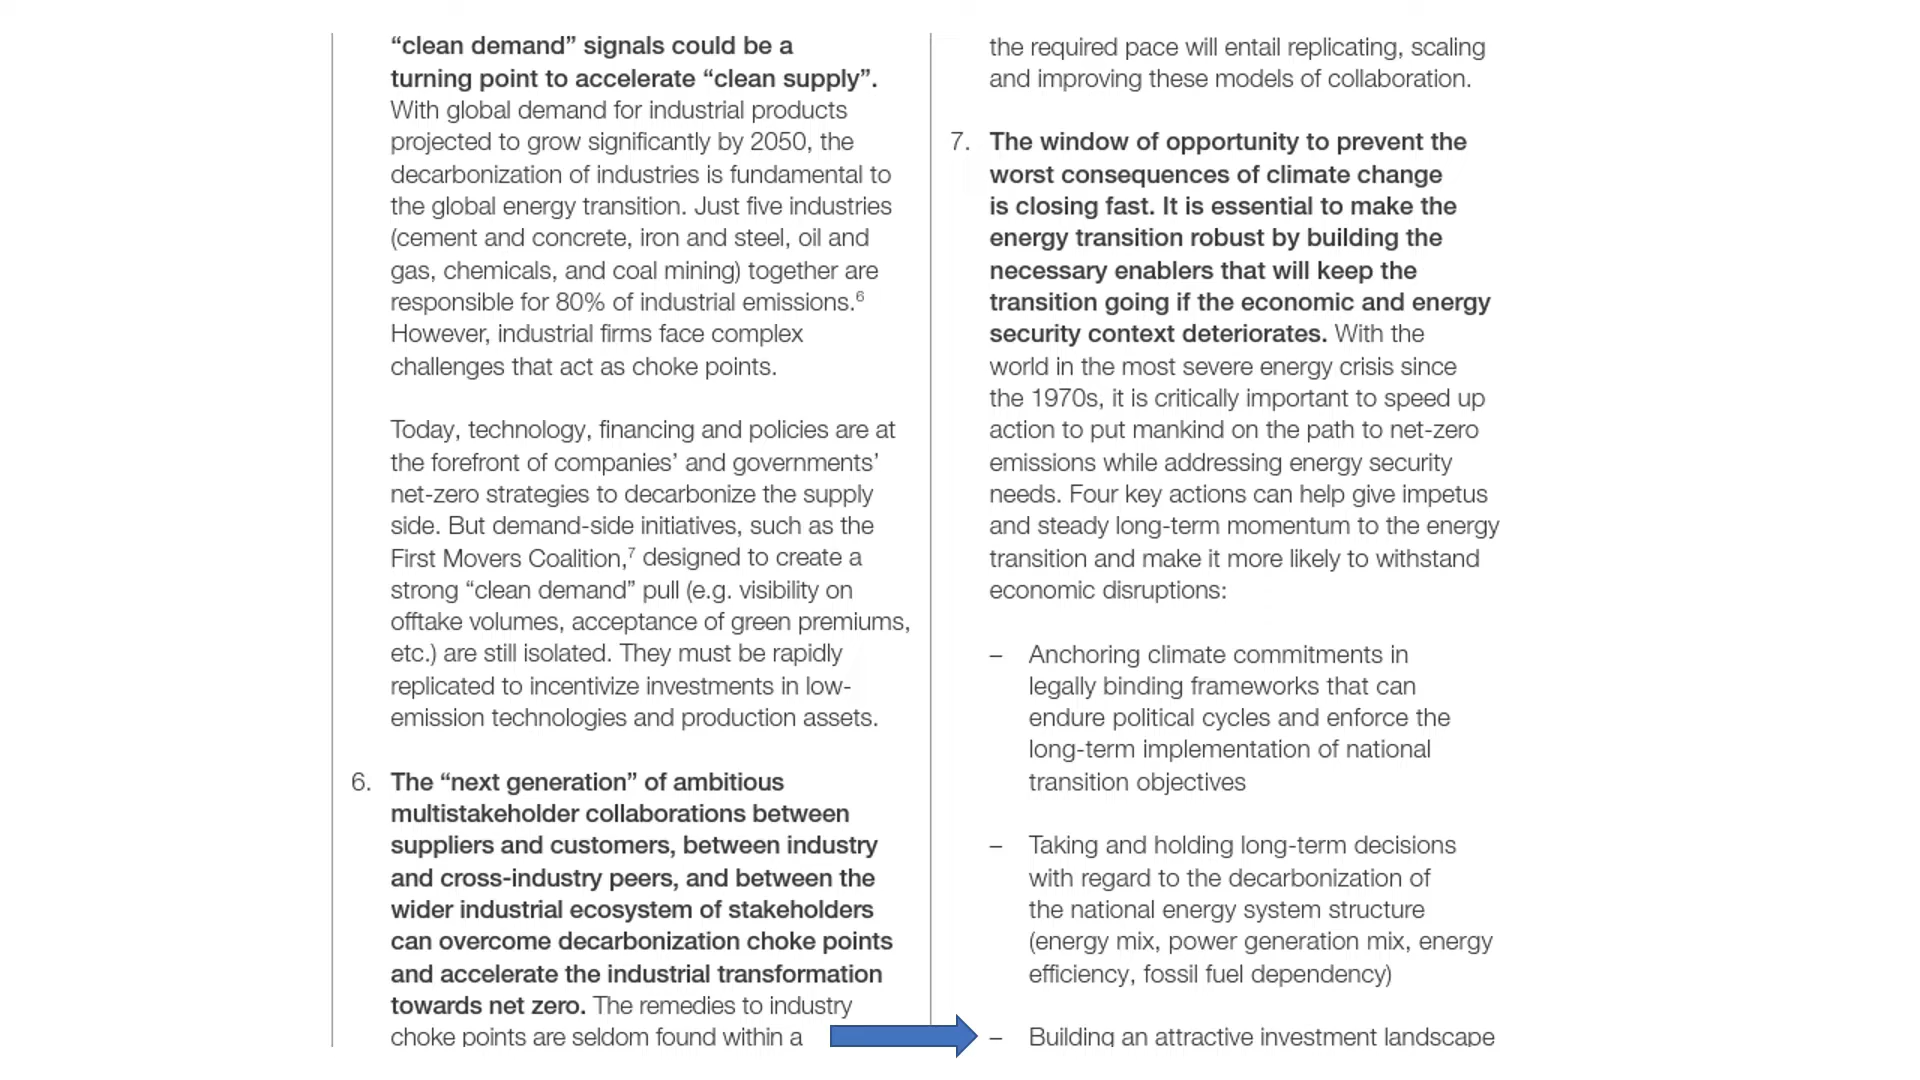 “clean demand” signals could be a
turning point to accelerate “clean supply”.
With global demand for industrial products
projected to grow significantly by 2050, the
decarbonization of industries is fundamental to
the global energy transition. Just five industries
(cement and concrete, iron and steel, oil and
gas, chemicals, and coal mining) together are
responsible for 80% of industrial emissions.⁶
However, industrial firms face complex
challenges that act as choke points.
Today, technology, financing and policies are at
the forefront of companies’ and governments’
net-zero strategies to decarbonize the supply
side. But demand-side initiatives, such as the
First Movers Coalition,⁷ designed to create a
strong “clean demand” pull (e.g. visibility on
offtake volumes, acceptance of green premiums,
etc.) are still isolated. They must be rapidly
replicated to incentivize investments in low-
emission technologies and production assets.
6. The “next generation” of ambitious
multistakeholder collaborations between
suppliers and customers, between industry
and cross-industry peers, and between the
wider industrial ecosystem of stakeholders
can overcome decarbonization choke points
and accelerate the industrial transformation
towards net zero. The remedies to industry
choke points are seldom found within a
the required pace will entail replicating, scaling
and improving these models of collaboration.
7. The window of opportunity to prevent the
worst consequences of climate change
is closing fast. It is essential to make the
energy transition robust by building the
necessary enablers that will keep the
transition going if the economic and energy
security context deteriorates. With the
world in the most severe energy crisis since
the 1970s, it is critically important to speed up
action to put mankind on the path to net-zero
emissions while addressing energy security
needs. Four key actions can help give impetus
and steady long-term momentum to the energy
transition and make it more likely to withstand
economic disruptions:
– Anchoring climate commitments in
legally binding frameworks that can
endure political cycles and enforce the
long-term implementation of national
transition objectives
– Taking and holding long-term decisions
with regard to the decarbonization of
the national energy system structure
(energy mix, power generation mix, energy
efficiency, fossil fuel dependency)
– Building an attractive investment landscape